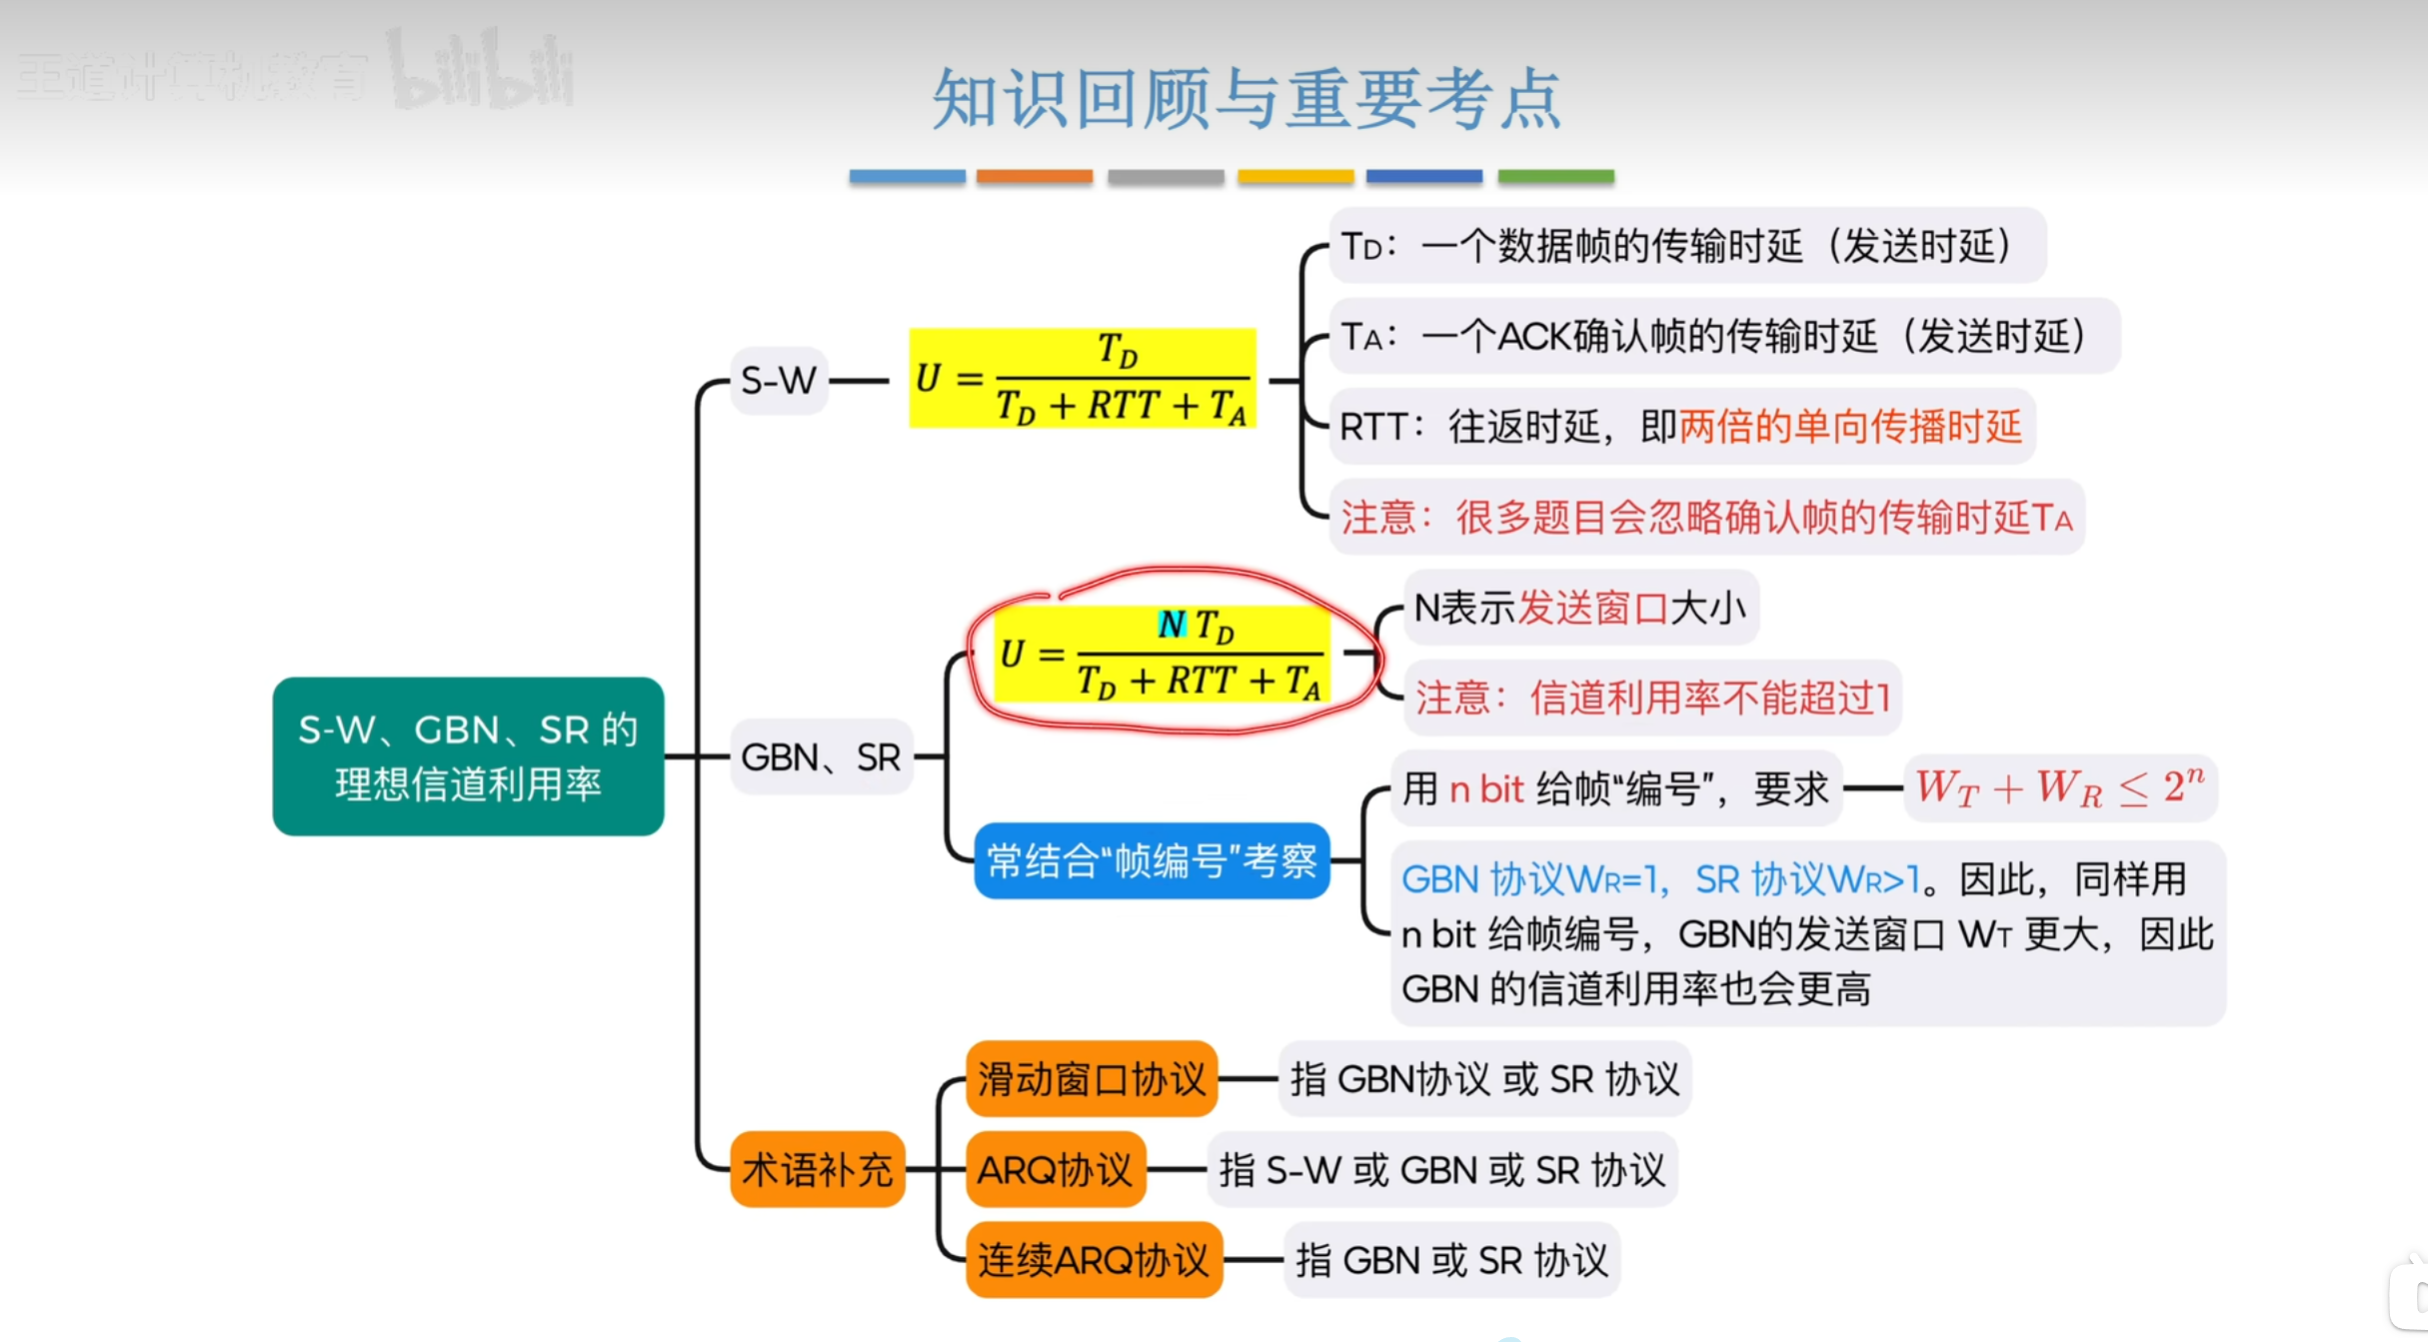 王道计算机教育 bilibili
知识回顾与重要考点
TD：一个数据帧的传输时延（发送时延）
TA：一个ACK确认帧的传输时延（发送时延）
S-W
U = TD / (TD + RTT + TA)
RTT：往返时延，即两倍的单向传播时延
注意：很多题目会忽略确认帧的传输时延TA
N表示发送窗口大小
U = N TD / (TD + RTT + TA)
注意：信道利用率不能超过1
S-W、GBN、SR 的
理想信道利用率
GBN、SR
用 n bit 给帧“编号”，要求
W_T + W_R ≤ 2^n
常结合“帧编号”考察
GBN 协议WR=1，SR 协议WR>1。因此，同样用
n bit 给帧编号，GBN的发送窗口 WT 更大，因此
GBN 的信道利用率也会更高
滑动窗口协议
指 GBN协议 或 SR 协议
术语补充
ARQ协议
指 S-W 或 GBN 或 SR 协议
连续ARQ协议
指 GBN 或 SR 协议